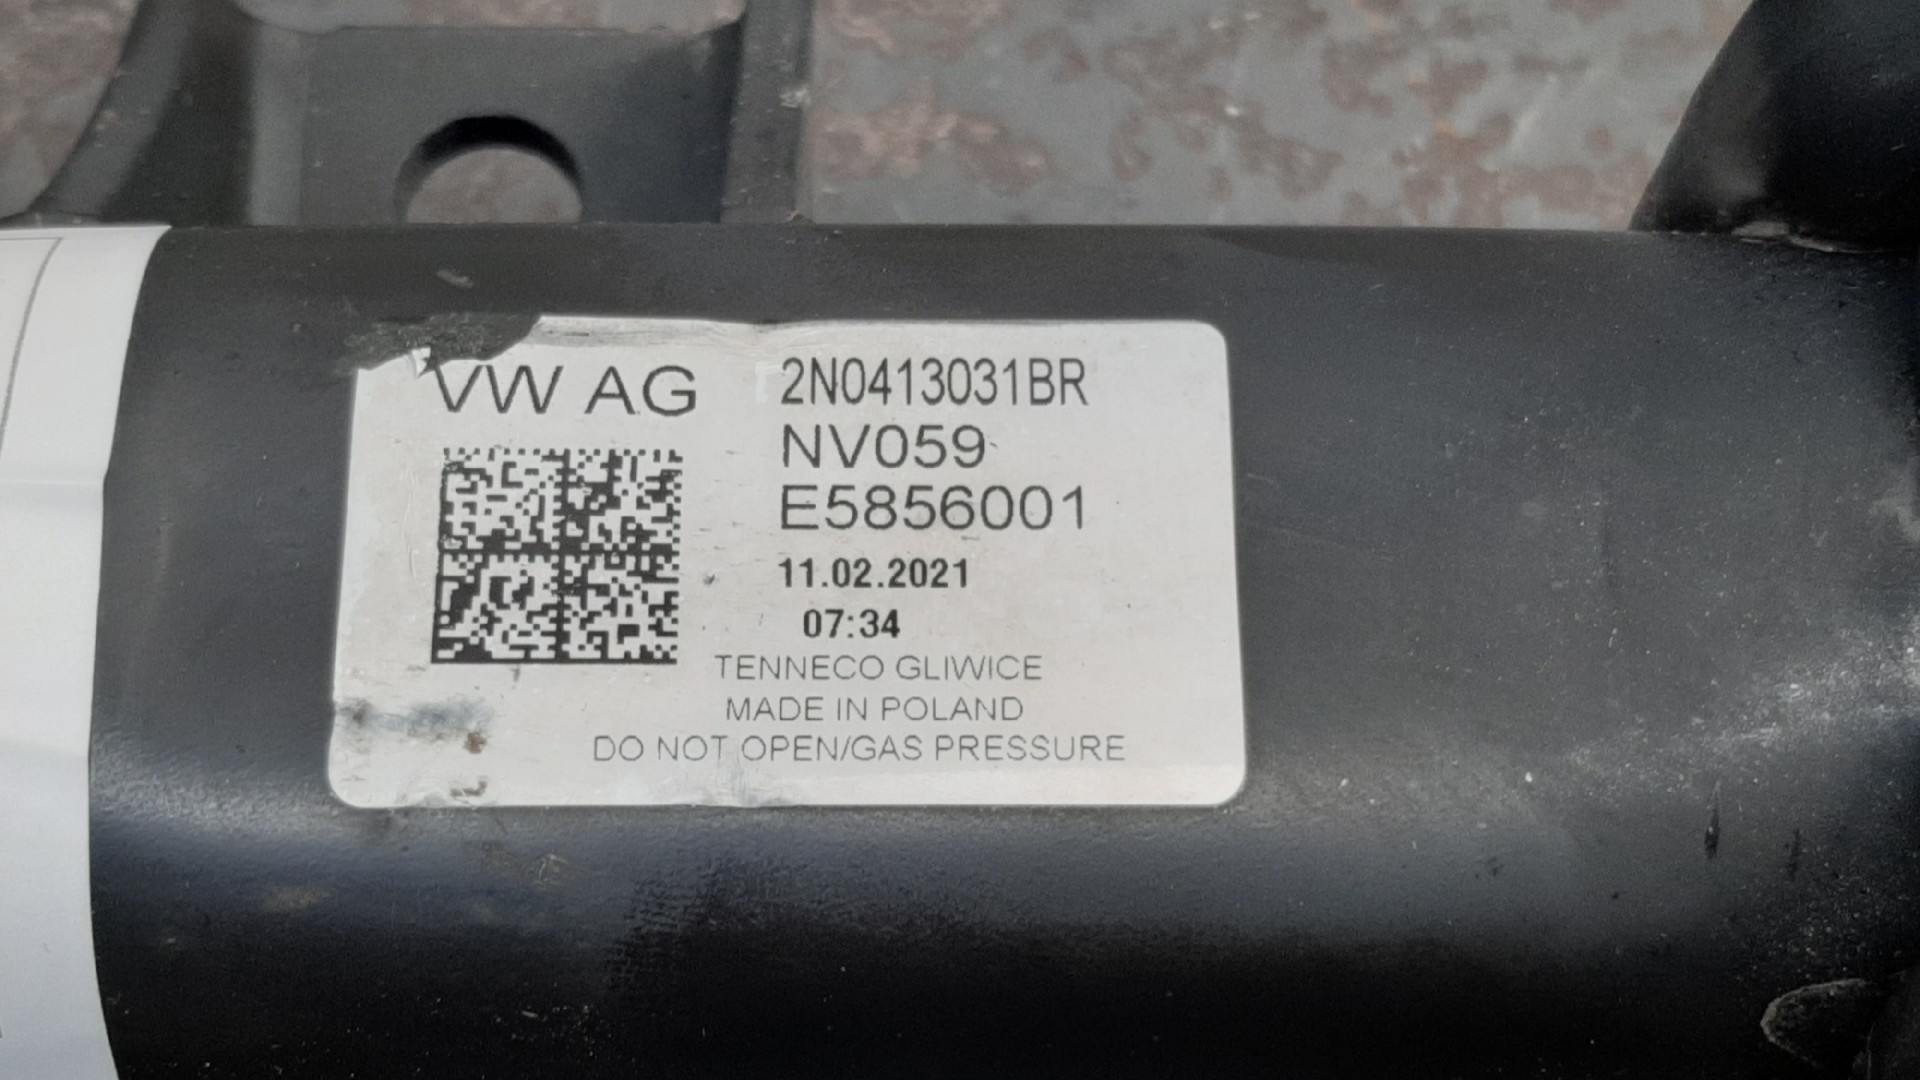 VW AG
2N0413031BR
NV059
E5856001
11.02.2021
07:34
TENNECO GLIWICE
MADE IN POLAND
DO NOT OPEN/GAS PRESSURE